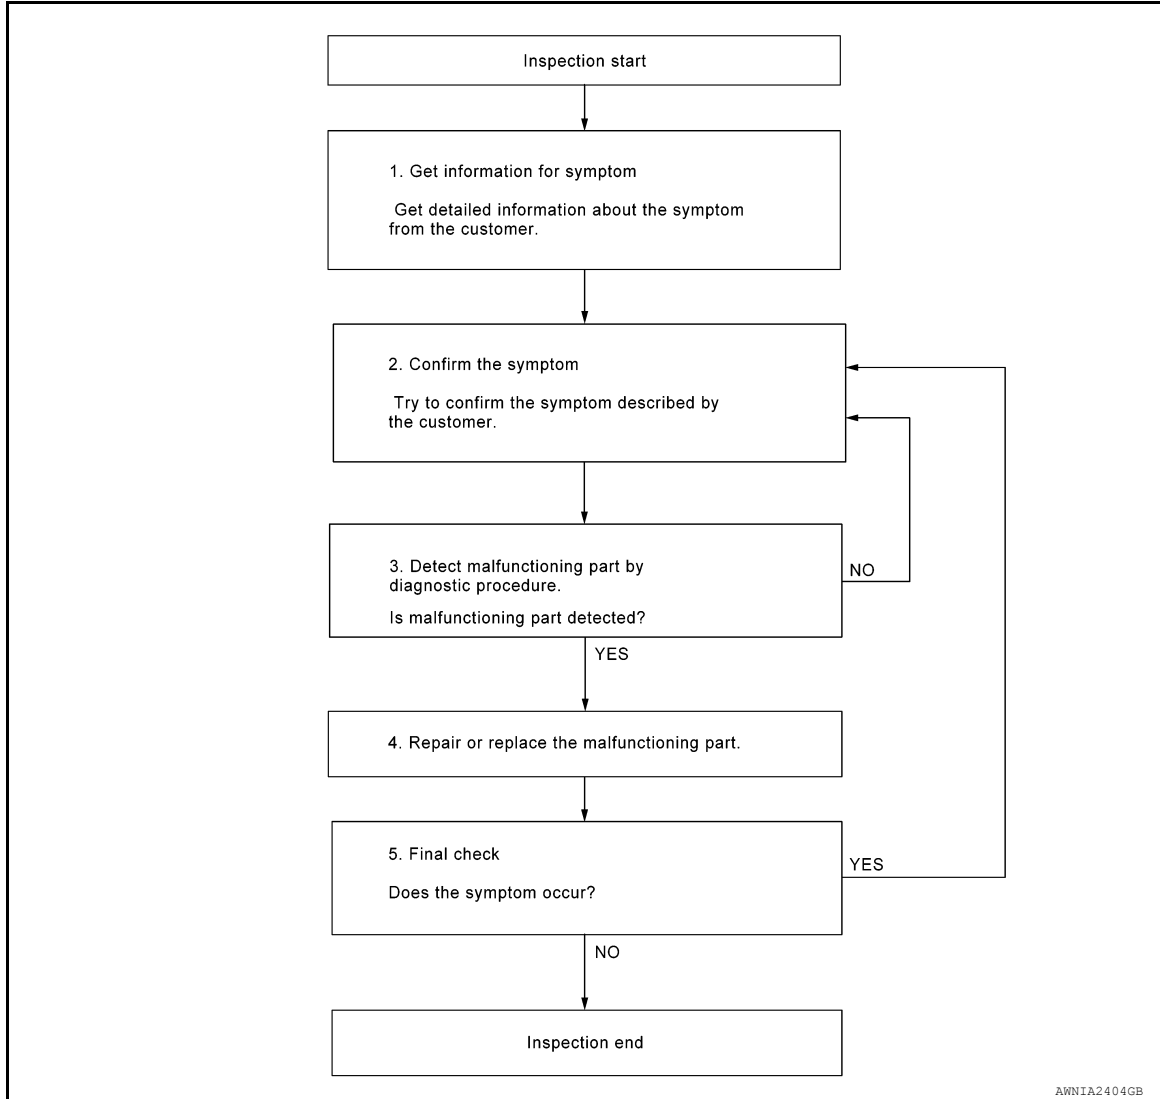 Inspection start
1. Get information for symptom
Get detailed information about the symptom
from the customer.
2. Confirm the symptom
Try to confirm the symptom described by
the customer.
3. Detect malfunctioning part by
diagnostic procedure.
NO
Is malfunctioning part detected?
YES
4. Repair or replace the malfunctioning part.
5. Final check
YES
Does the symptom occur?
NO
Inspection end
AWNIA2404GB